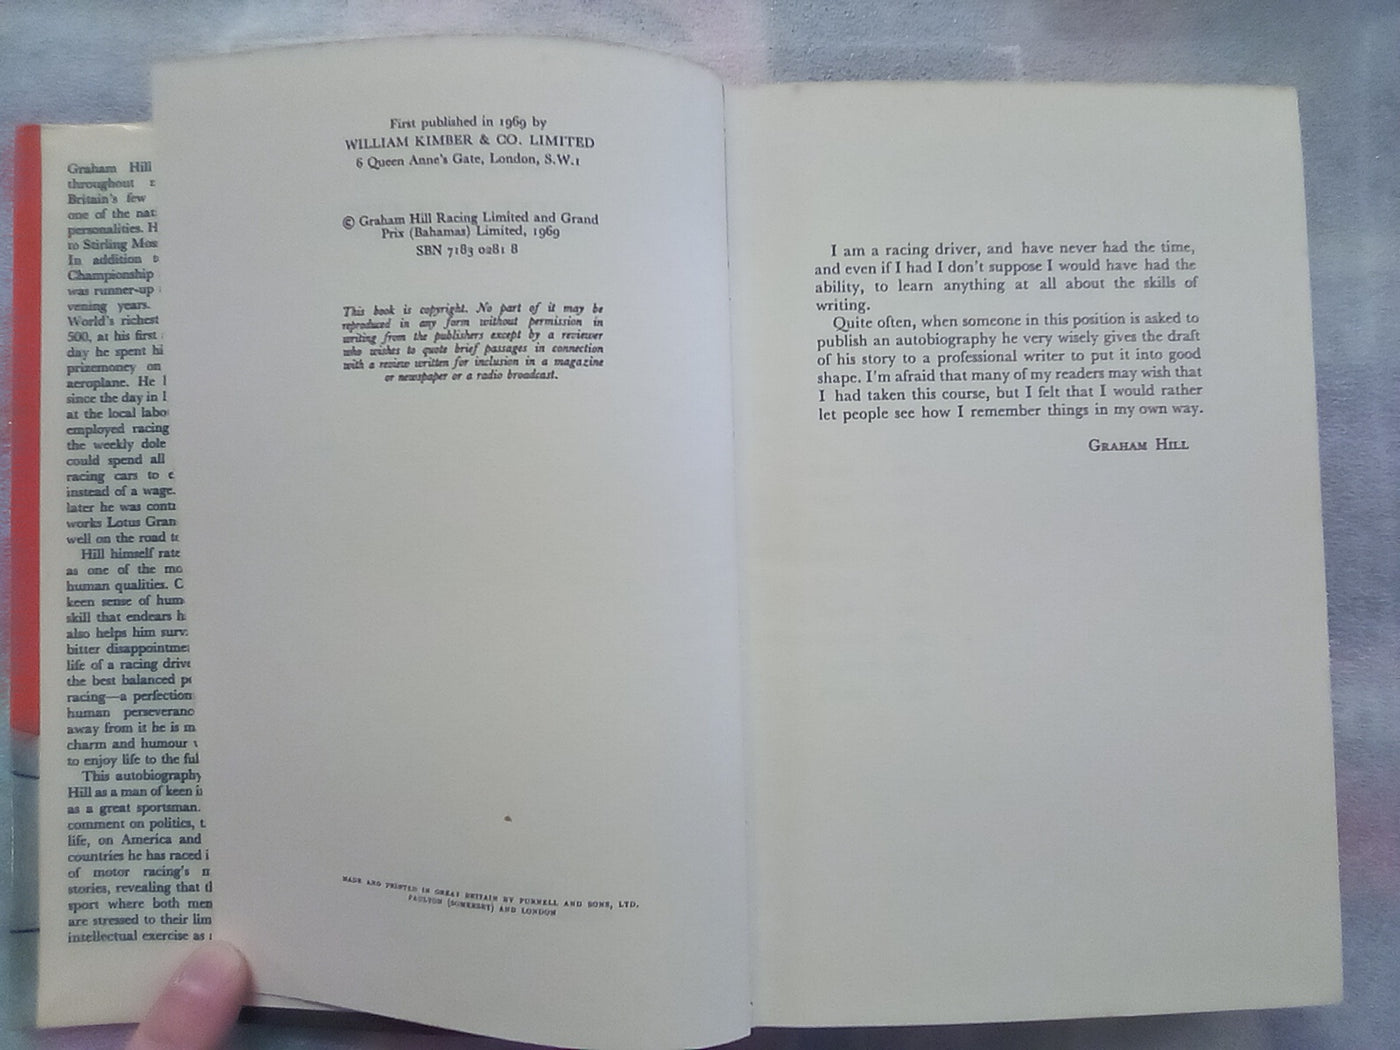 Graham Hill
throughout
Britain's few
one of the nat
personalities. H
to Stirling Mos
In addition
Championship
was runner-up
vening years.
World's richest
500, at his first
day he spent hi
prizemoney on
aeroplane. He
since the day in
at the local labo
employed racing
the weekly dole
could spend all
racing cars to
instead of a wage.
later he was conti
works Lotus Gran
well on the road
Hill himself rate
as one of the mo
human qualities. C
keen sense of hum
skill that endears h
also helps him surv
bitter disappointme
life of a racing drive
the best balanced
racing—a perfection
human perseveranc
away from it he is m
charm and humour
to enjoy life to the ful
This autobiography
Hill as a man of keen
as a great sportsman.
comment on politics, t
life, on America and
countries he has raced i
of motor racing's
stories, revealing that
sport where both men
are stressed to their lim
intellectual exercise as
First published in 1969 by
WILLIAM KIMBER & CO. LIMITED
6 Queen Anne's Gate, London, S.W.1
© Graham Hill Racing Limited and Grand
Prix (Bahamas) Limited, 1969
SBN 7183 0281 8
This book is copyright. No part of it may be
reproduced in any form without permission in
writing from the publishers except by a reviewer
who wishes to quote brief passages in connection
with a review written for inclusion in a magazine
or newspaper or a radio broadcast.
MADE AND PRINTED IN GREAT BRITAIN BY PURNELL AND SONS, LTD.
PAULTON (SOMERSET) AND LONDON
I am a racing driver, and have never had the time,
and even if I had I don't suppose I would have had the
ability, to learn anything at all about the skills of
writing.
Quite often, when someone in this position is asked to
publish an autobiography he very wisely gives the draft
of his story to a professional writer to put it into good
shape. I'm afraid that many of my readers may wish that
I had taken this course, but I felt that I would rather
let people see how I remember things in my own way.
GRAHAM HILL